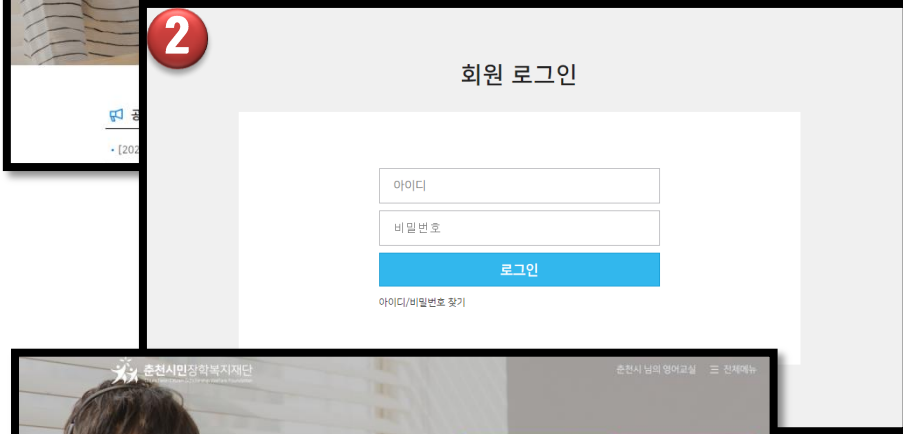 2
회원 로그인
• [202
아이디
비밀번호
로그인
아이디/비밀번호 찾기
춘천시민장학복지재단
춘천시 남의 영어교실 ☰ 전체메뉴